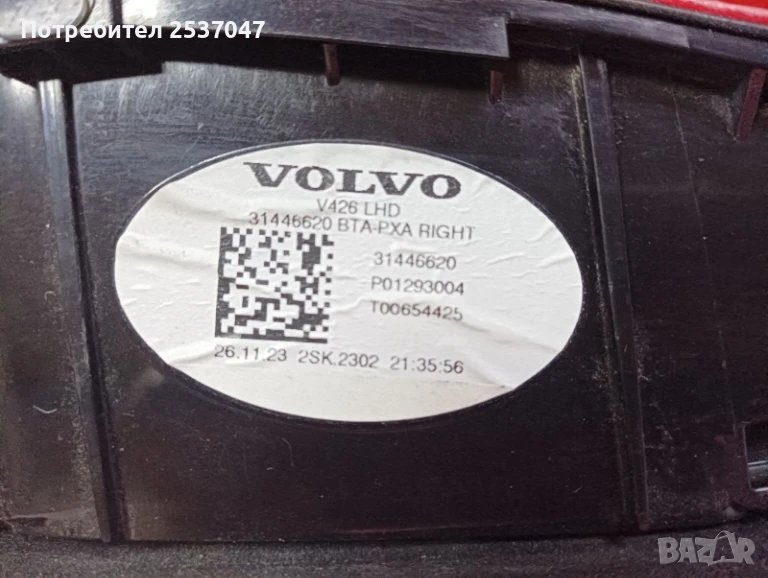 Потребител 2537047
VOLVO
V426 LHD
31446620 BTA-PXA RIGHT
31446620
P01293004
T00654425
26.11.23 2SK.2302 21:35:56
BAZAR